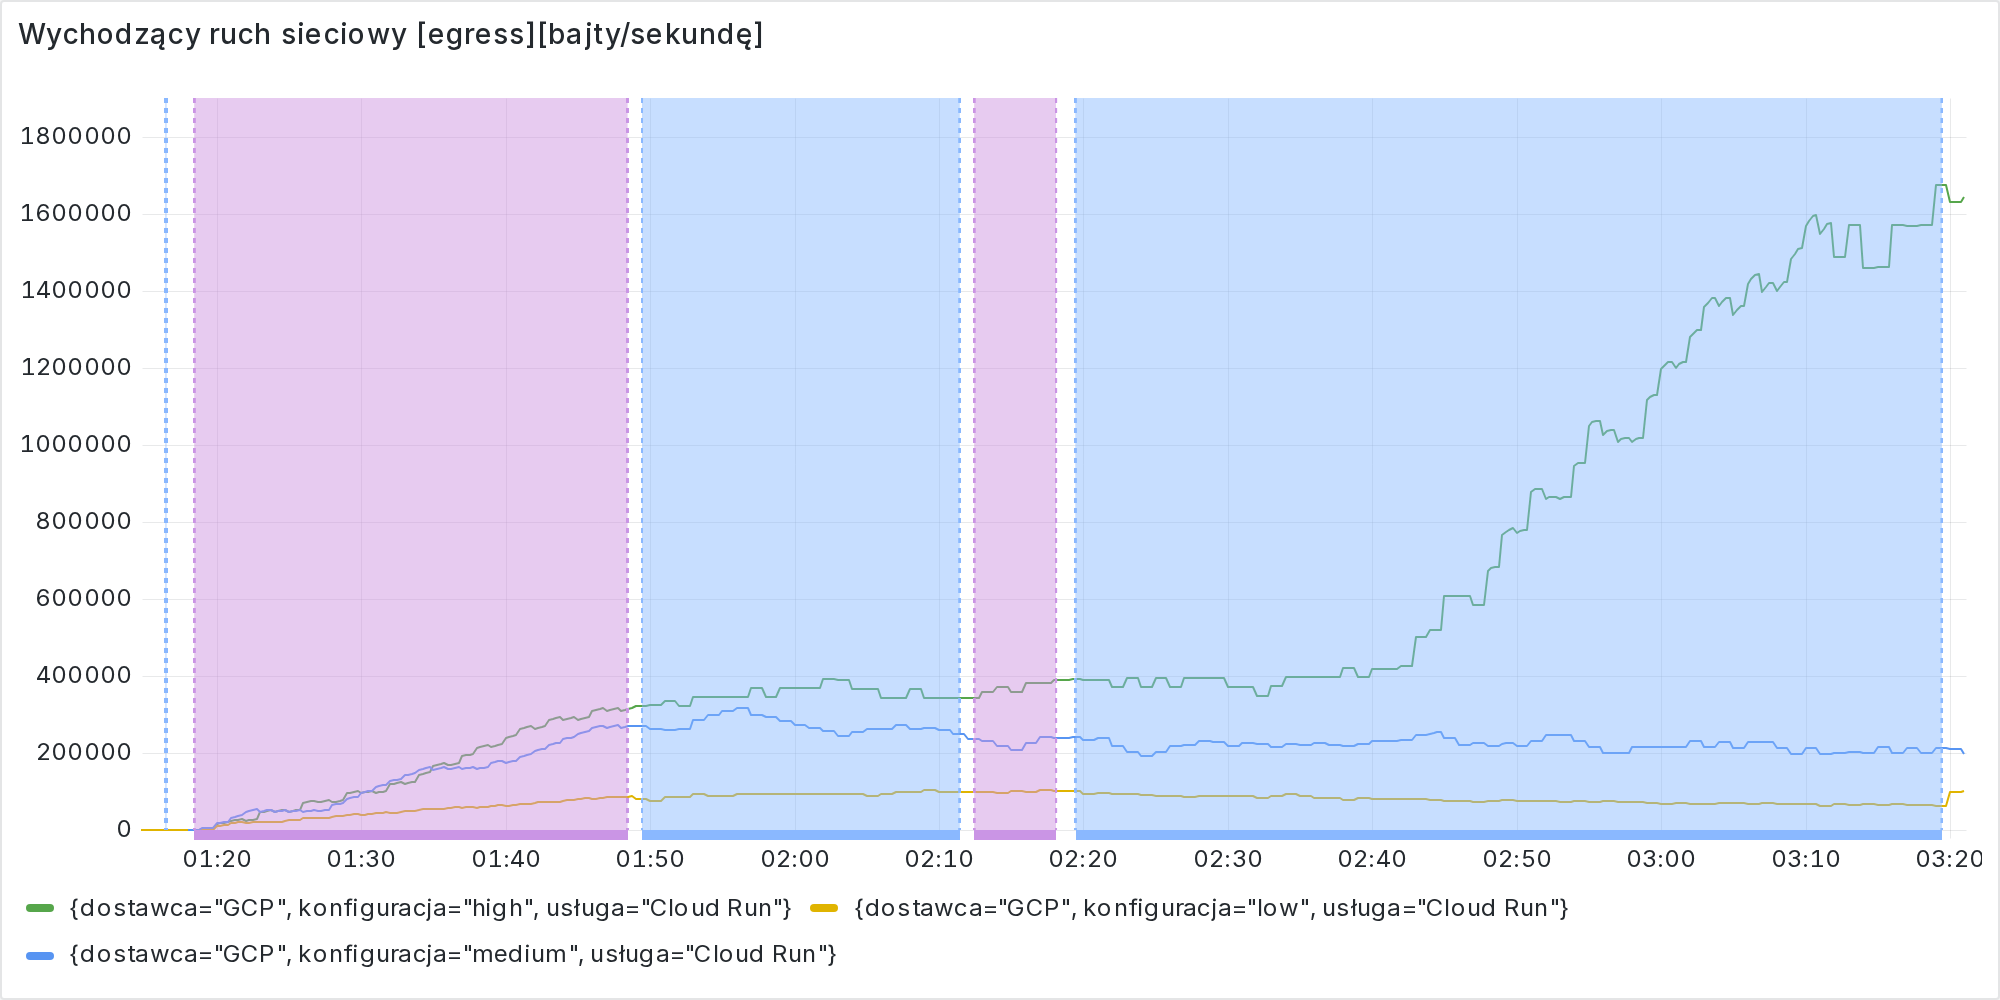 Wychodzący ruch sieciowy [egress][bajty/sekundę]
1800000
1600000
1400000
1200000
1000000
800000
600000
400000
200000
0
01:20 01:30 01:40 01:50 02:00 02:10 02:20 02:30 02:40 02:50 03:00 03:10 03:20
{dostawca="GCP", konfiguracja="high", usługa="Cloud Run"} {dostawca="GCP", konfiguracja="low", usługa="Cloud Run"}
{dostawca="GCP", konfiguracja="medium", usługa="Cloud Run"}